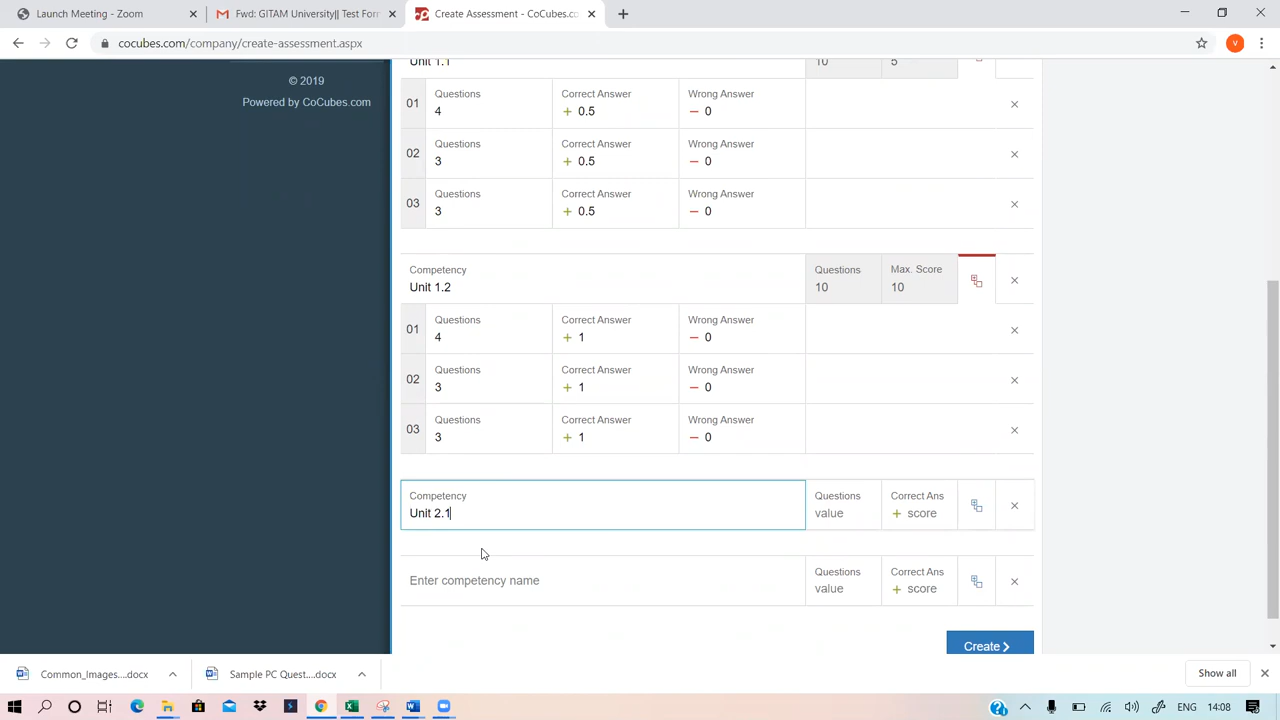 Launch Meeting - Zoom
Fwd: GITAM University|| Test Form
Create Assessment - CoCubes.co
cocubes.com/company/create-assessment.aspx
V
© 2019
Powered by CoCubes.com
Unit 1.1 10 5
01 Questions 4 Correct Answer + 0.5 Wrong Answer − 0
02 Questions 3 Correct Answer + 0.5 Wrong Answer − 0
03 Questions 3 Correct Answer + 0.5 Wrong Answer − 0
Competency Questions Max. Score
Unit 1.2 10 10
01 Questions 4 Correct Answer + 1 Wrong Answer − 0
02 Questions 3 Correct Answer + 1 Wrong Answer − 0
03 Questions 3 Correct Answer + 1 Wrong Answer − 0
Competency Questions Correct Ans
Unit 2.1 value + score
Enter competency name Questions value Correct Ans + score
Create
Common_Images....docx
Sample PC Quest....docx
Show all
ENG 14:08